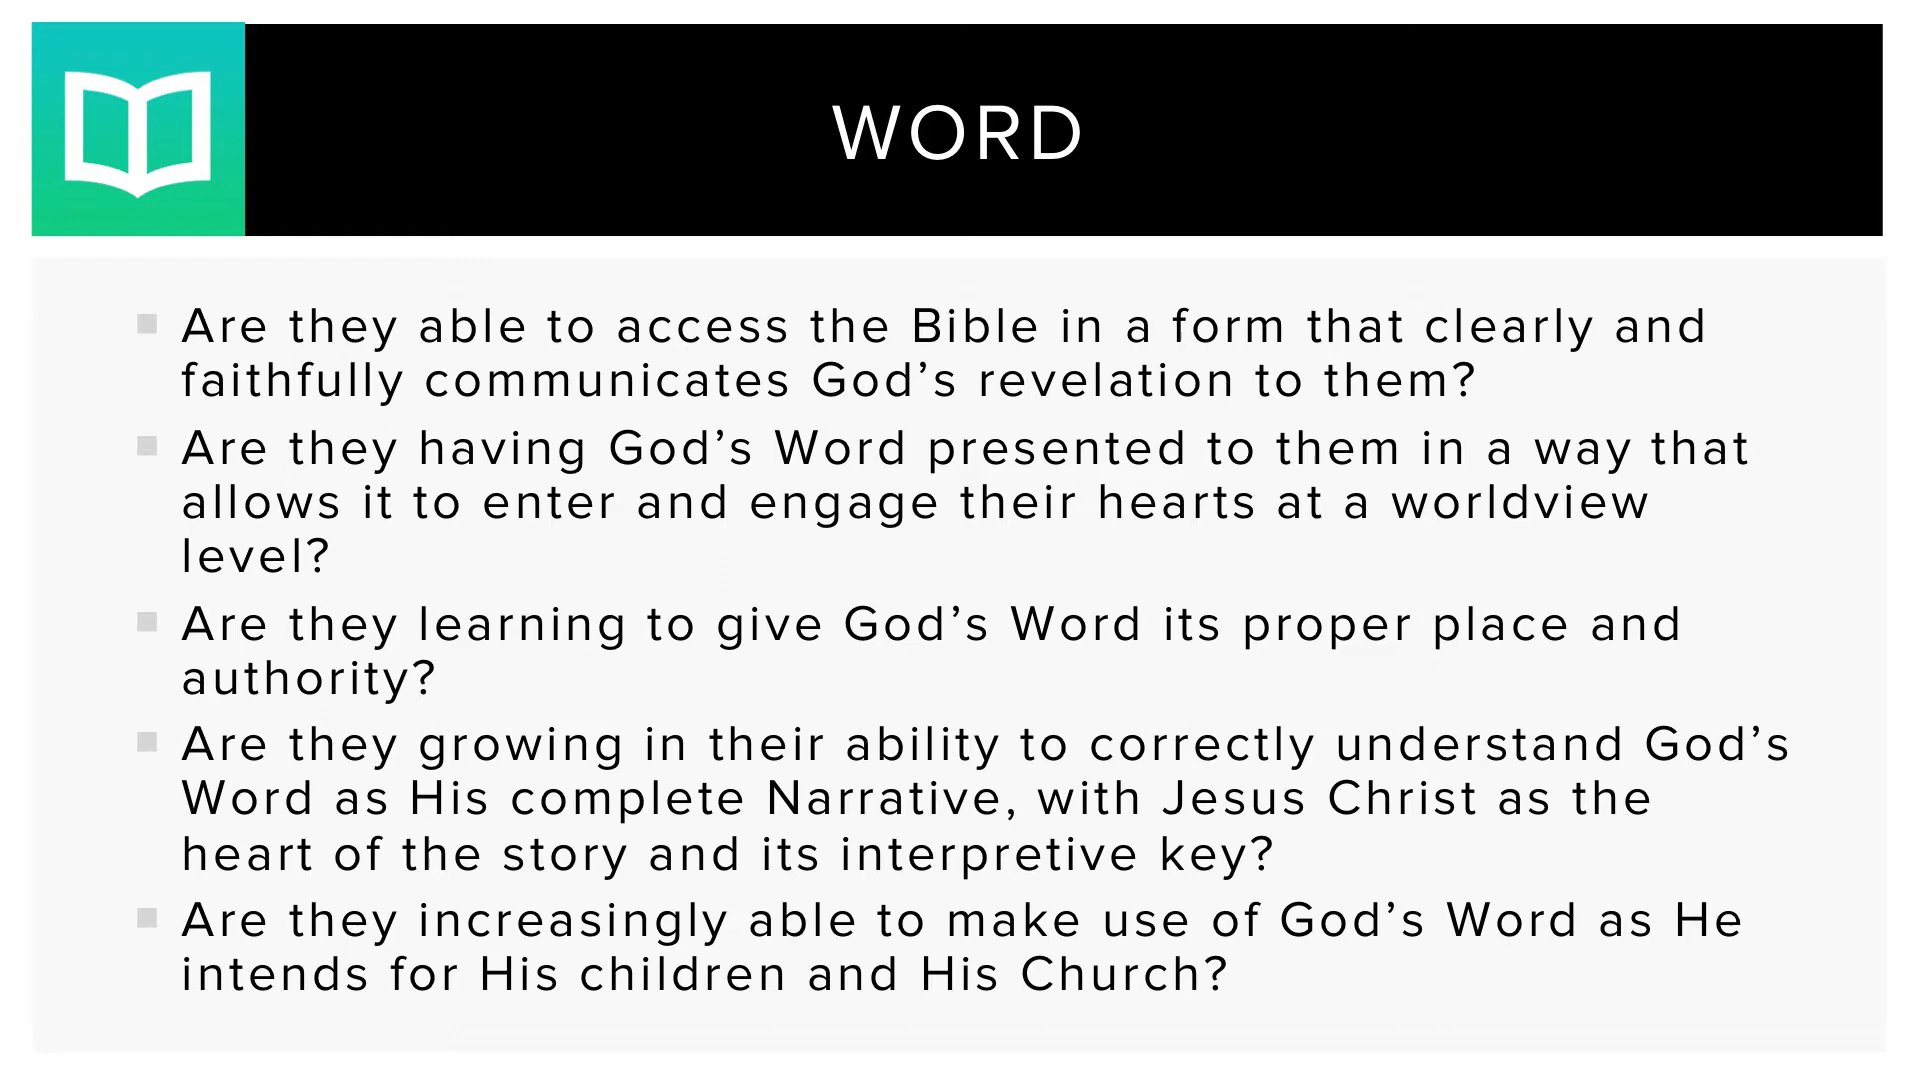 WORD
Are they able to access the Bible in a form that clearly and
faithfully communicates God’s revelation to them?
Are they having God’s Word presented to them in a way that
allows it to enter and engage their hearts at a worldview
level?
Are they learning to give God’s Word its proper place and
authority?
Are they growing in their ability to correctly understand God’s
Word as His complete Narrative, with Jesus Christ as the
heart of the story and its interpretive key?
Are they increasingly able to make use of God’s Word as He
intends for His children and His Church?